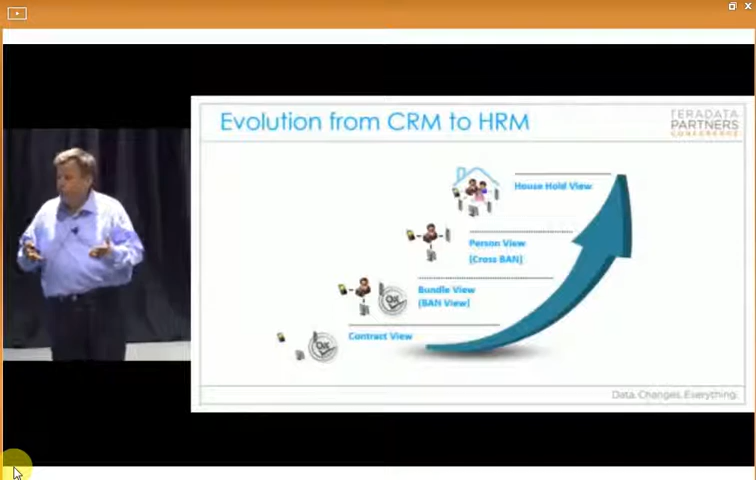 Evolution from CRM to HRM
TERADATA
PARTNERS
CONFERENCE
House Hold View
Person View
(Cross BAN)
Bundle View
(BAN View)
Contract View
Data. Changes. Everything.